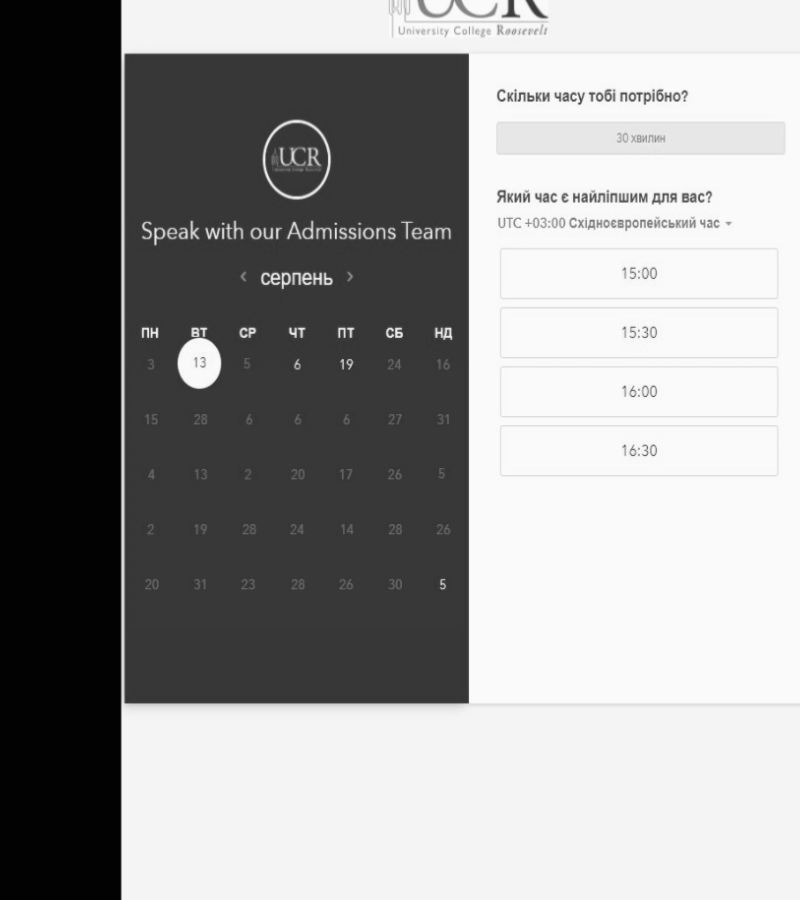 UCR
University College Roosevelt
UCR
Speak with our Admissions Team
серпень
ПН ВТ СР ЧТ ПТ СБ НД
3 13 5 6 19 24 16
15 28 6 6 6 27 31
4 13 2 20 17 26 5
2 19 28 24 14 28 26
20 31 23 28 26 30 5
Скільки часу тобі потрібно?
30 хвилин
Який час є найліпшим для вас?
UTC +03:00 Східноєвропейський час
15:00
15:30
16:00
16:30